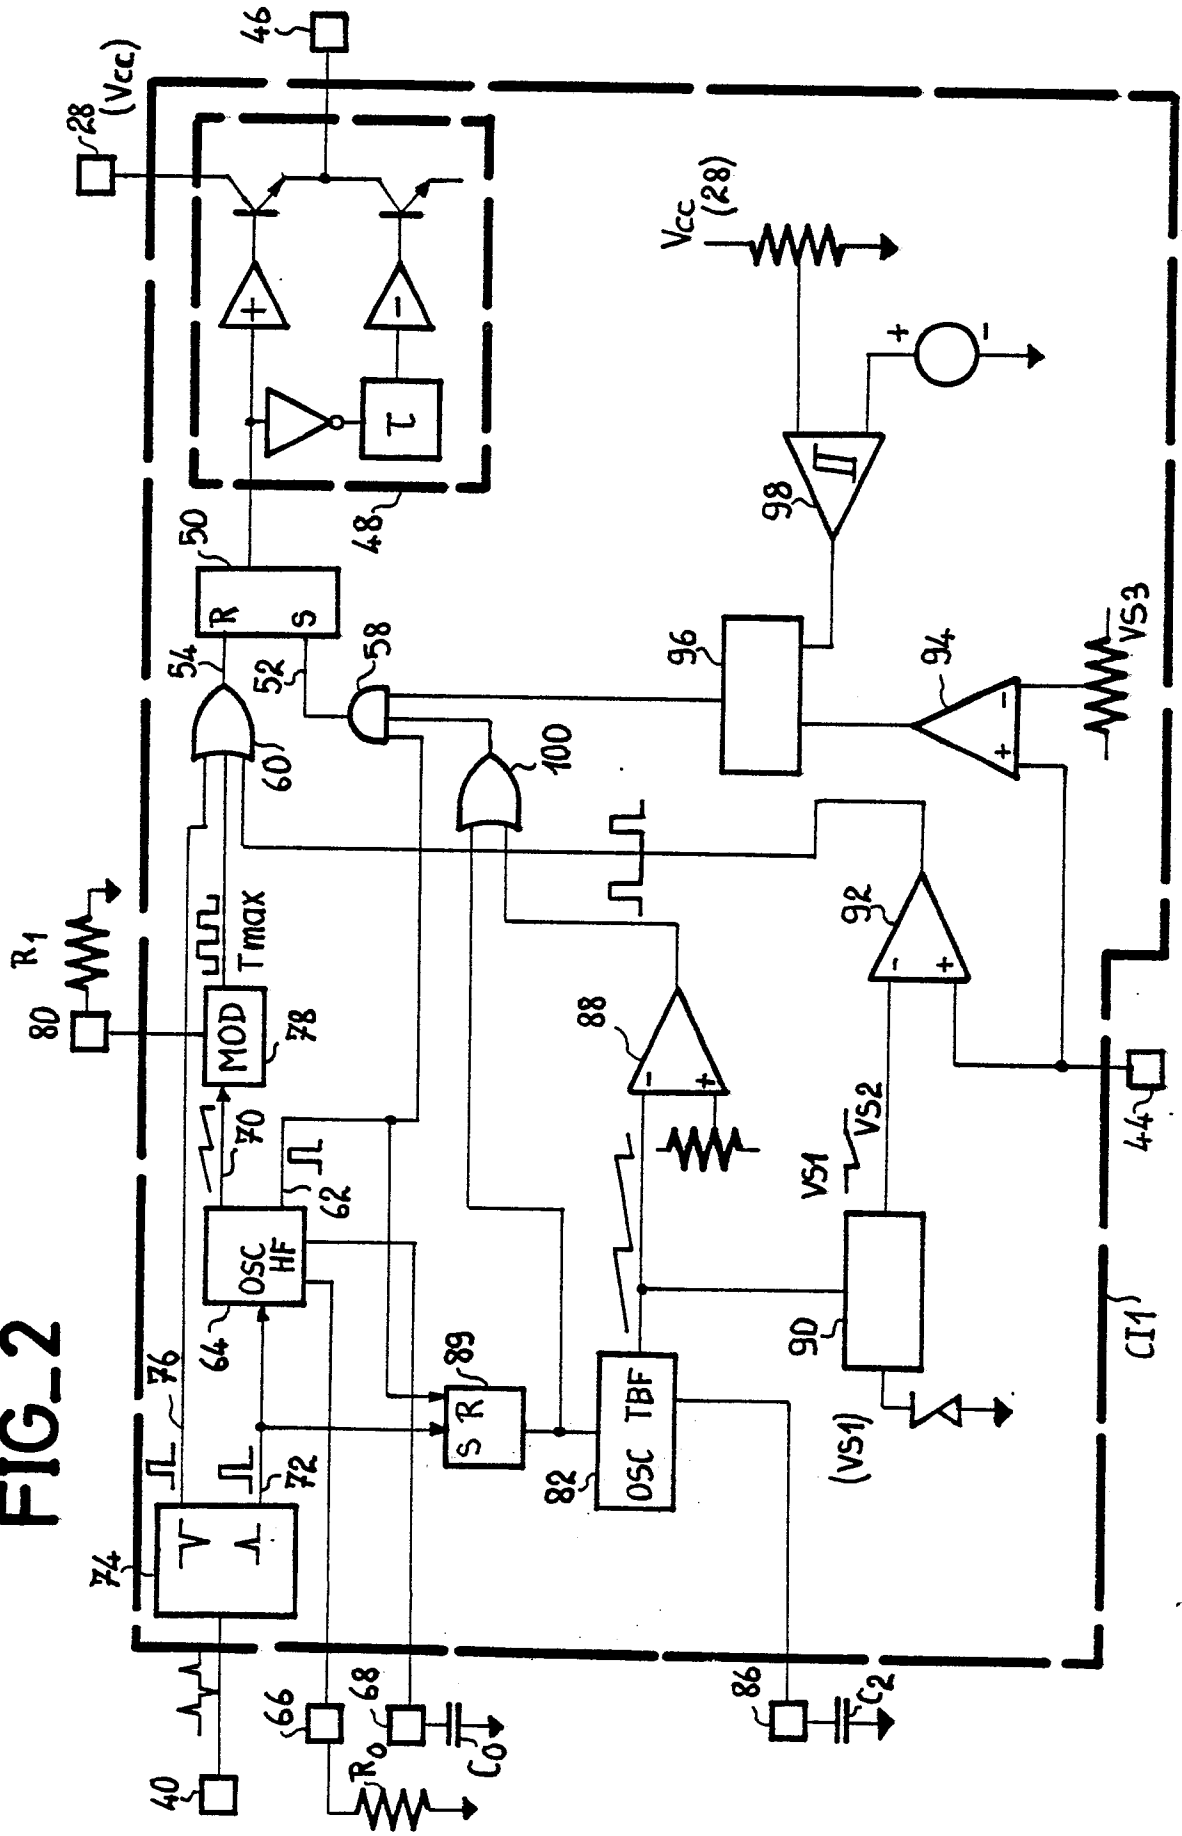 FIG_2
40
74
76
72
66
R0
68
C0
64
OSC
HF
70
62
80
R1
MOD
78
Tmax
60
54
52
58
50
R
S
48
+
-
τ
28
(Vcc)
46
S R
89
82
OSC TBF
86
C2
88
-
+
100
90
(VS1)
VS1
VS2
92
-
+
44
CI1
94
+
-
VS3
96
98
Vcc
(28)
+
-